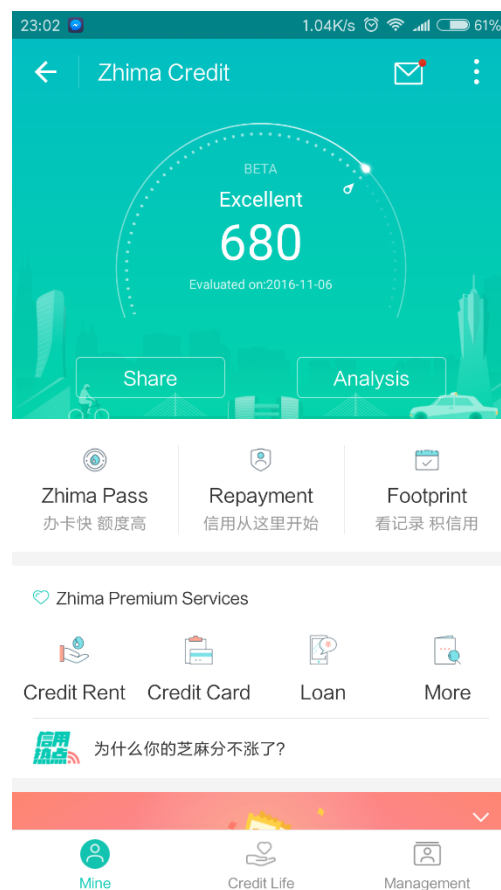 23:02 1.04K/s 61%
Zhima Credit
BETA
Excellent
680
Evaluated on:2016-11-06
Share Analysis
Zhima Pass Repayment Footprint
办卡快 额度高 信用从这里开始 看记录 积信用
Zhima Premium Services
Credit Rent Credit Card Loan More
信用
热点
为什么你的芝麻分不涨了?
Mine Credit Life Management